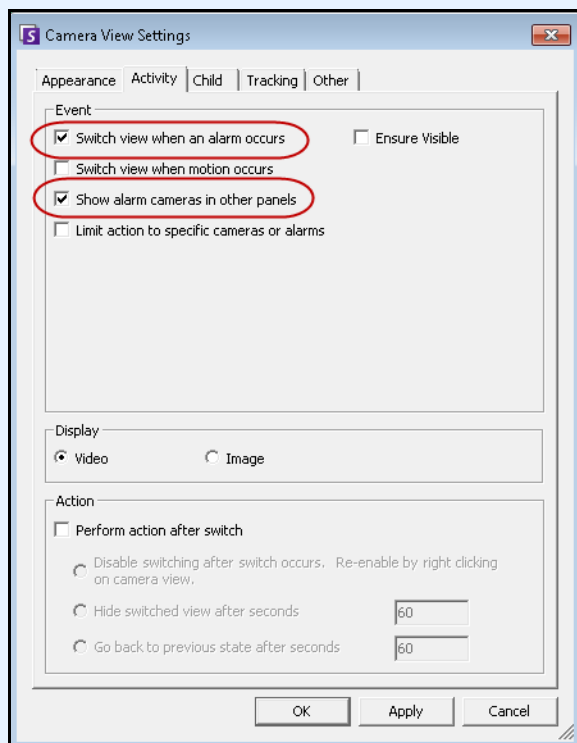 S Camera View Settings
Appearance Activity Child Tracking Other
Event
Switch view when an alarm occurs Ensure Visible
Switch view when motion occurs
Show alarm cameras in other panels
Limit action to specific cameras or alarms
Display
Video Image
Action
Perform action after switch
Disable switching after switch occurs. Re-enable by right clicking
on camera view.
Hide switched view after seconds 60
Go back to previous state after seconds 60
OK Apply Cancel